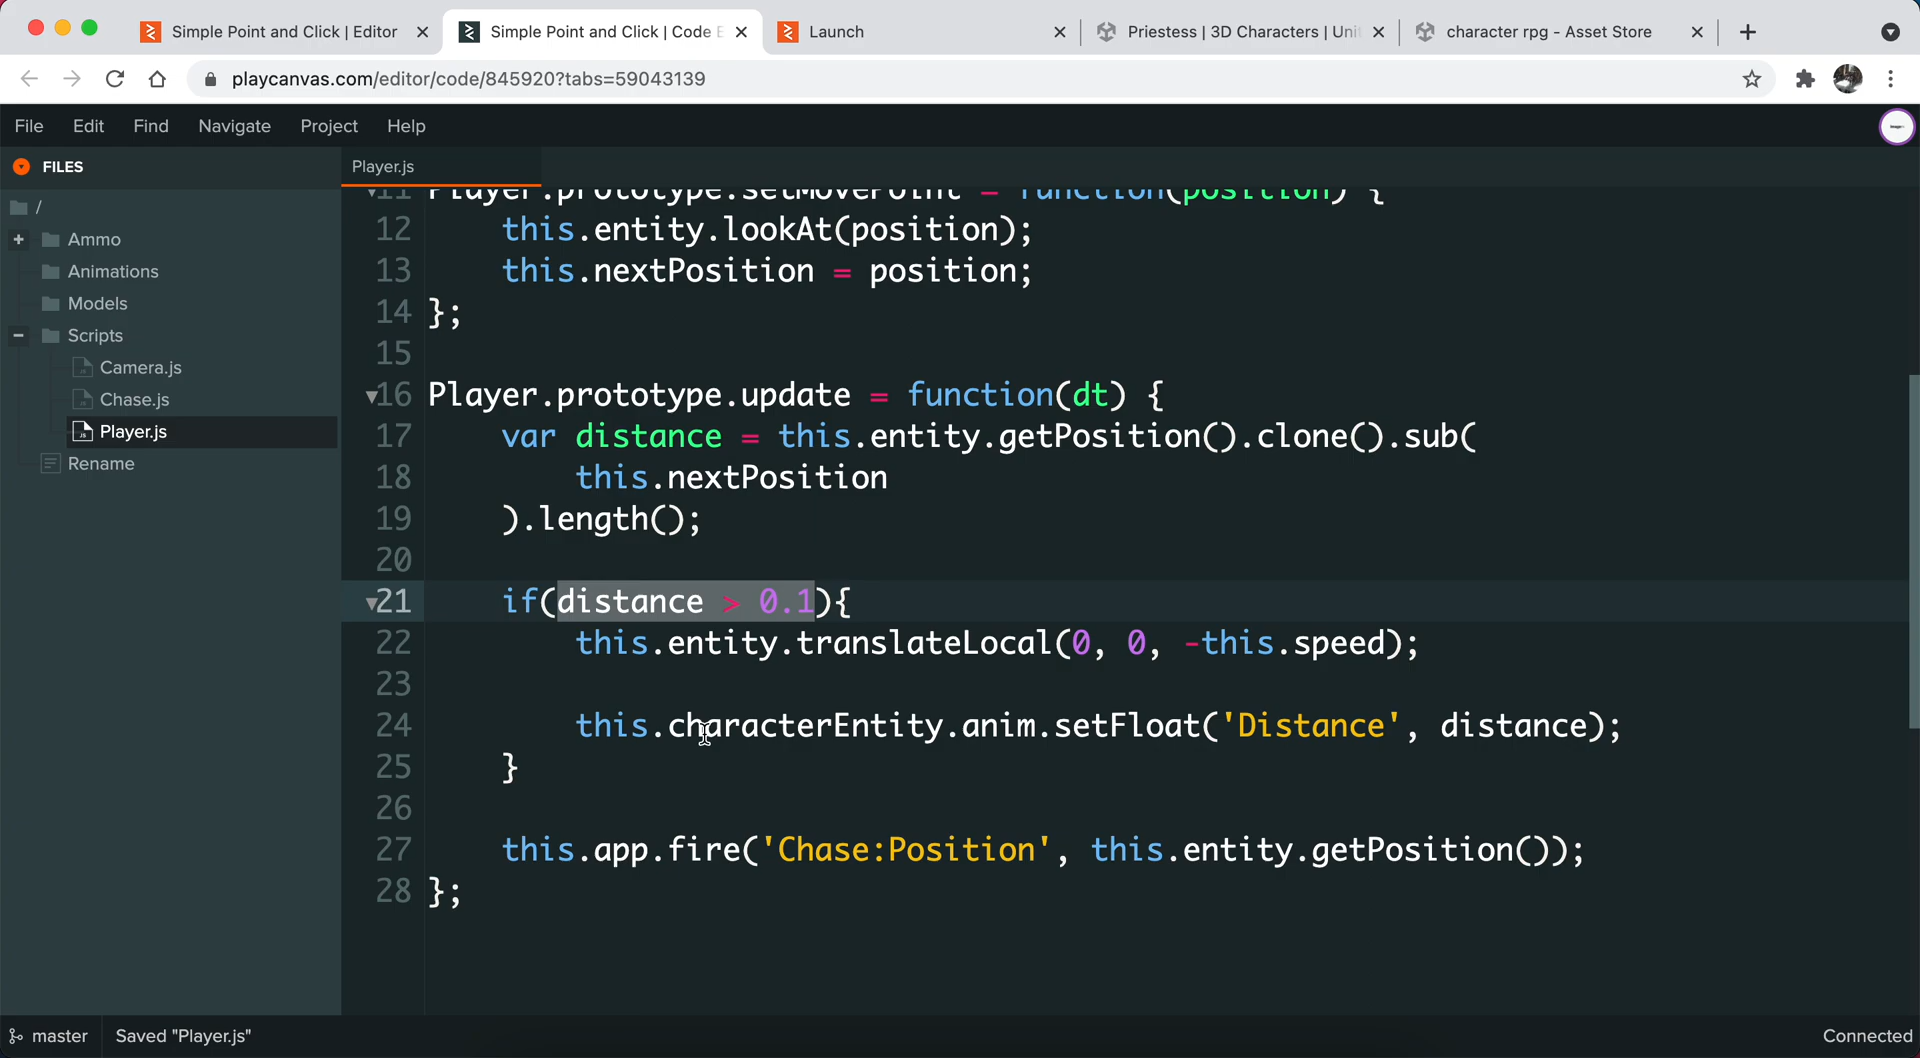 Simple Point and Click | Editor
Simple Point and Click | Code E
Launch
Priestess | 3D Characters | Uni
character rpg - Asset Store
playcanvas.com/editor/code/845920?tabs=59043139
File Edit Find Navigate Project Help
FILES
Player.js
/
Ammo
Animations
Models
Scripts
Camera.js
Chase.js
Player.js
Rename
11 Player.prototype.setMovePoint = function(position) {
12 this.entity.lookAt(position);
13 this.nextPosition = position;
14 };
15
16 Player.prototype.update = function(dt) {
17 var distance = this.entity.getPosition().clone().sub(
18 this.nextPosition
19 ).length();
20
21 if(distance > 0.1){
22 this.entity.translateLocal(0, 0, -this.speed);
23
24 this.characterEntity.anim.setFloat('Distance', distance);
25 }
26
27 this.app.fire('Chase:Position', this.entity.getPosition());
28 };
master Saved "Player.js" Connected